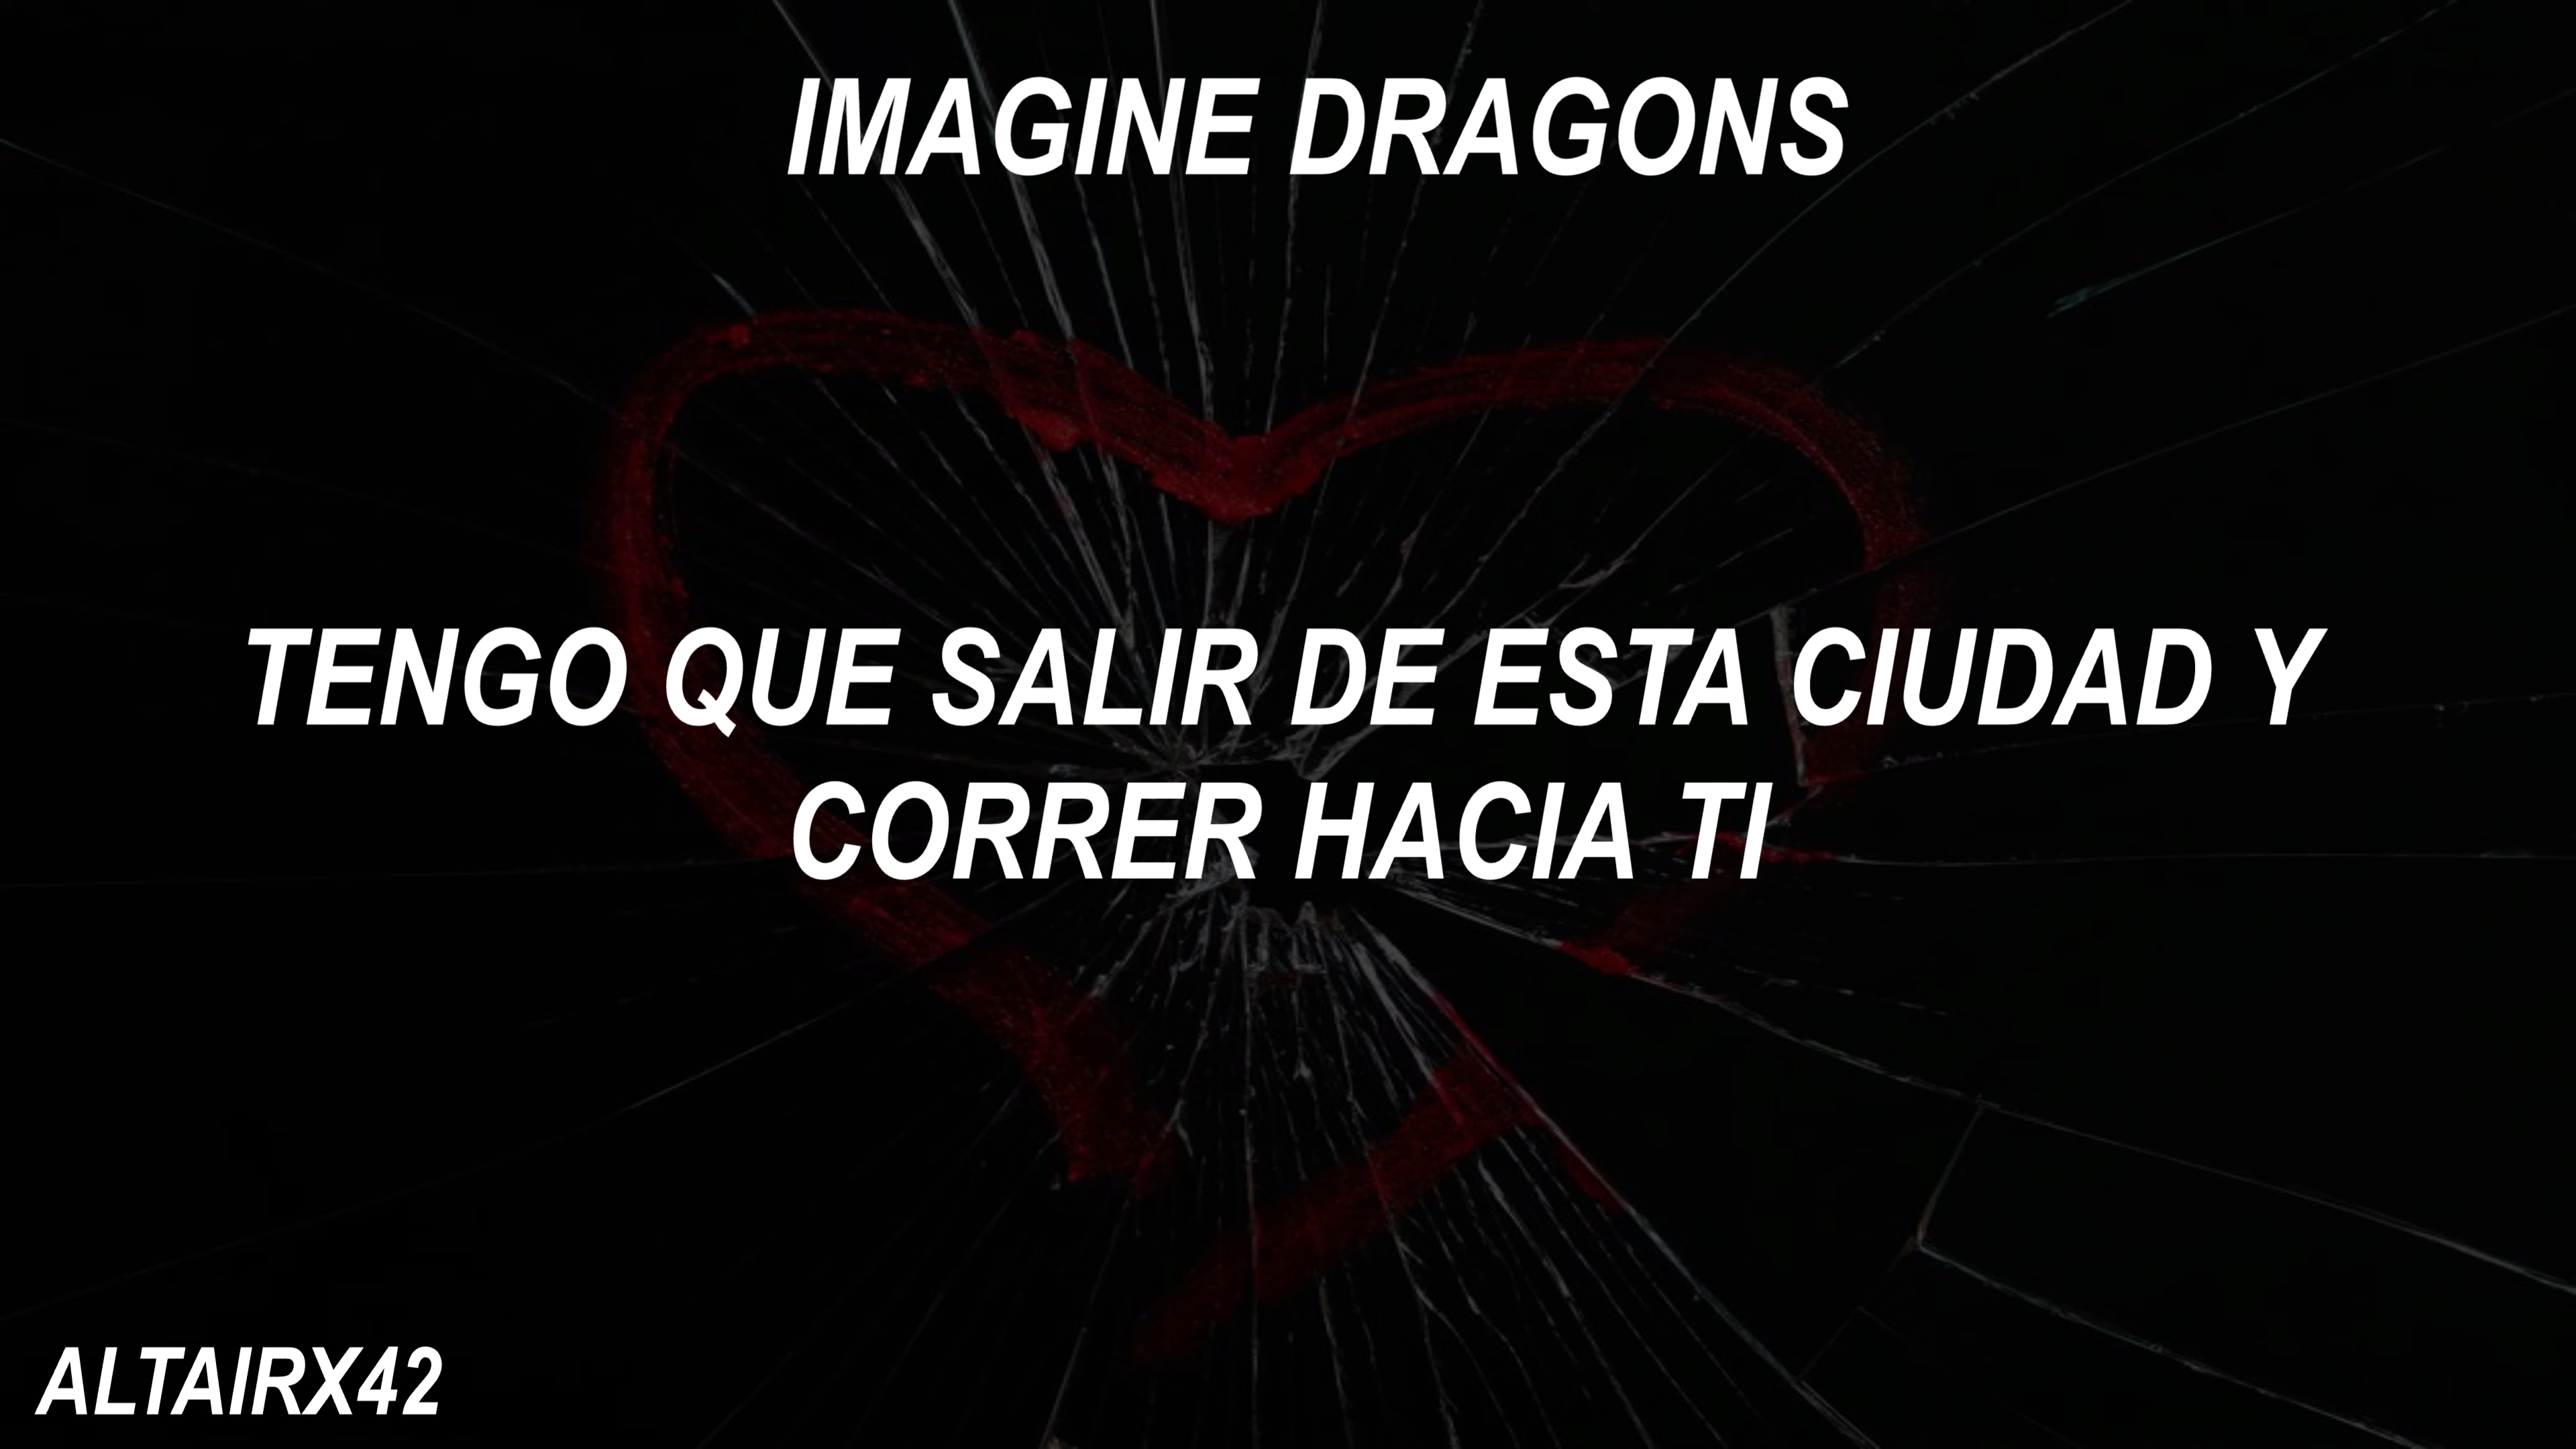 IMAGINE DRAGONS
TENGO QUE SALIR DE ESTA CIUDAD Y
CORRER HACIA TI
ALTAIRX42